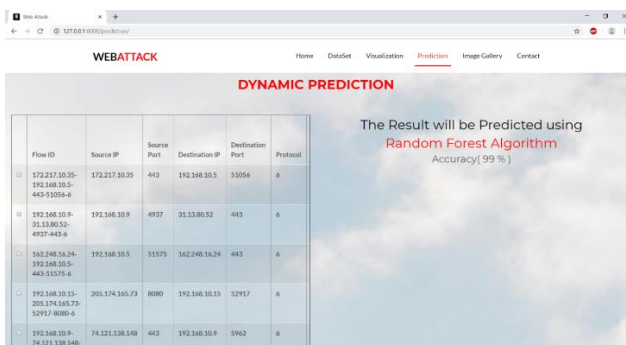 Web Attack
127.0.0.1:8000/prediction/
WEBATTACK
Home DataSet Visualization Prediction Image Gallery Contact
DYNAMIC PREDICTION
The Result will be Predicted using
Random Forest Algorithm
Accuracy( 99 % )
Flow ID Source IP Source Port Destination IP Destination Port Protocol
172.217.10.35-
192.168.10.5-
443-51056-6
172.217.10.35 443 192.168.10.5 51056 6
192.168.10.9-
31.13.80.52-
4937-443-6
192.168.10.9 4937 31.13.80.52 443 6
162.248.16.24-
192.168.10.5-
443-51575-6
192.168.10.5 51575 162.248.16.24 443 6
192.168.10.15-
205.174.165.73-
52917-8080-6
205.174.165.73 8080 192.168.10.15 52917 6
192.168.10.9-
74.121.138.148-
74.121.138.148 443 192.168.10.9 5962 6